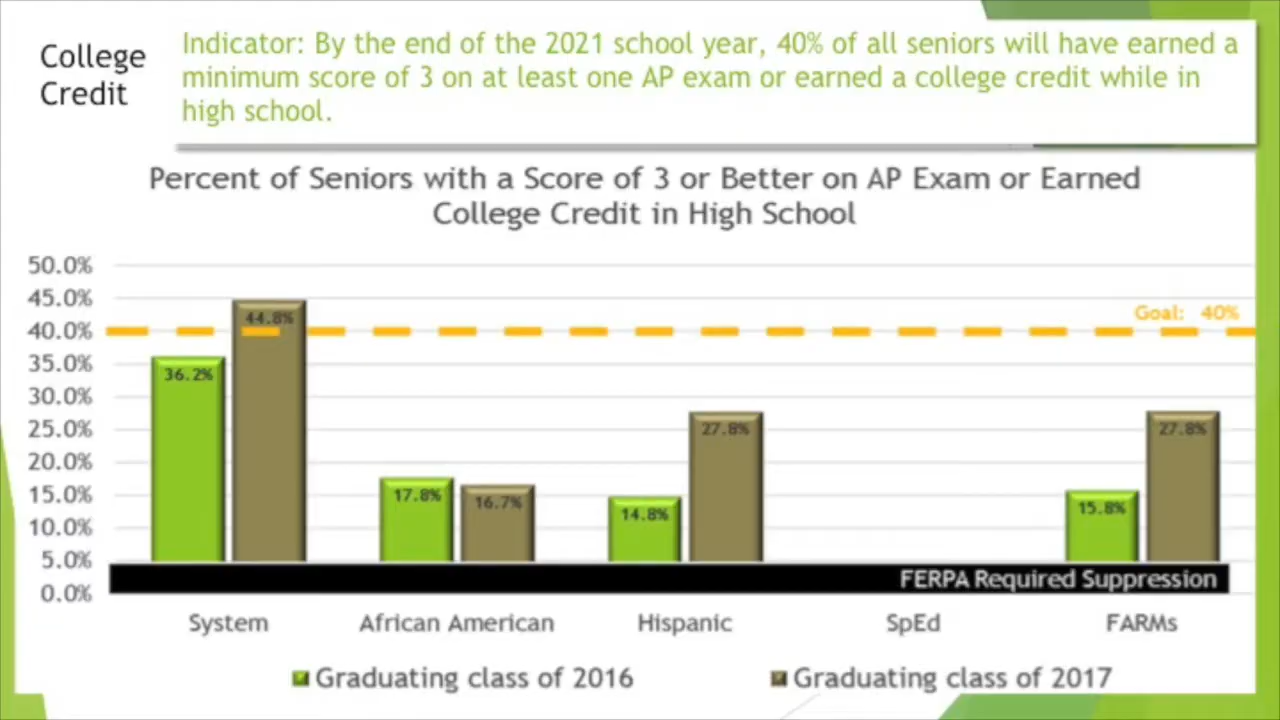 College
Credit
Indicator: By the end of the 2021 school year, 40% of all seniors will have earned a
minimum score of 3 on at least one AP exam or earned a college credit while in
high school.
Percent of Seniors with a Score of 3 or Better on AP Exam or Earned
College Credit in High School
50.0%
45.0%
40.0%
35.0%
30.0%
25.0%
20.0%
15.0%
10.0%
5.0%
0.0%
Goal: 40%
36.2%
44.8%
17.8%
16.7%
14.8%
27.8%
15.8%
27.8%
FERPA Required Suppression
System
African American
Hispanic
SpEd
FARMs
Graduating class of 2016
Graduating class of 2017